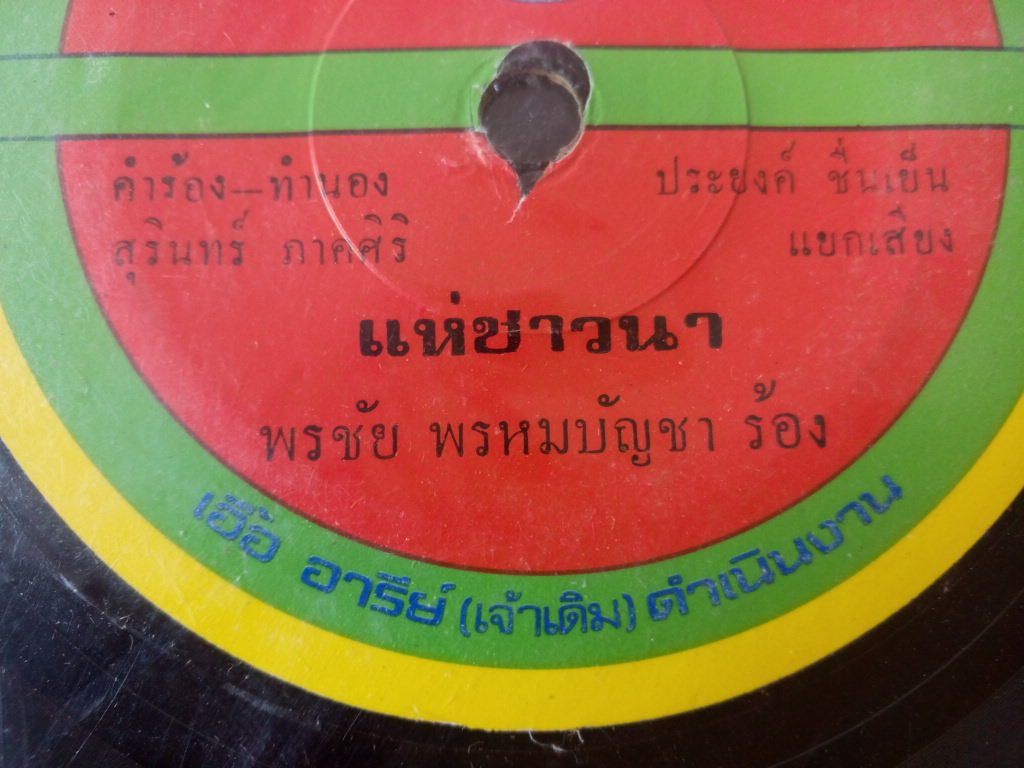 คำร้อง–ทำนอง
สุรินทร์ ภาคศิริ
ประยงค์ ชื่นเย็น
แยกเสียง
แห่ชาวนา
พรชัย พรหมบัญชา ร้อง
เอื้อ อารีย์ (เจ้าเดิม) ดำเนินงาน